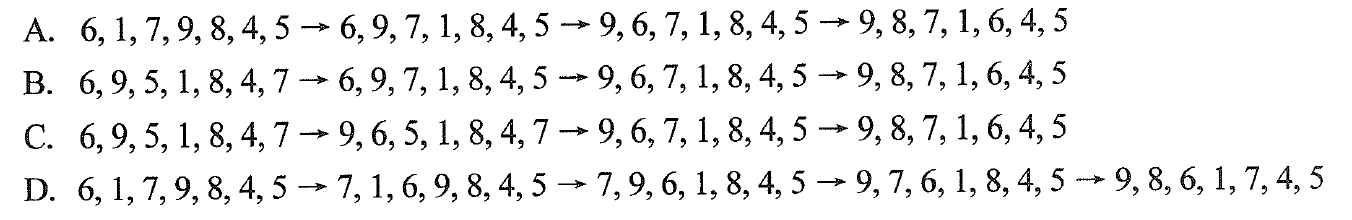 A. 6, 1, 7, 9, 8, 4, 5 → 6, 9, 7, 1, 8, 4, 5 → 9, 6, 7, 1, 8, 4, 5 → 9, 8, 7, 1, 6, 4, 5
B. 6, 9, 5, 1, 8, 4, 7 → 6, 9, 7, 1, 8, 4, 5 → 9, 6, 7, 1, 8, 4, 5 → 9, 8, 7, 1, 6, 4, 5
C. 6, 9, 5, 1, 8, 4, 7 → 9, 6, 5, 1, 8, 4, 7 → 9, 6, 7, 1, 8, 4, 5 → 9, 8, 7, 1, 6, 4, 5
D. 6, 1, 7, 9, 8, 4, 5 → 7, 1, 6, 9, 8, 4, 5 → 7, 9, 6, 1, 8, 4, 5 → 9, 7, 6, 1, 8, 4, 5 → 9, 8, 6, 1, 7, 4, 5